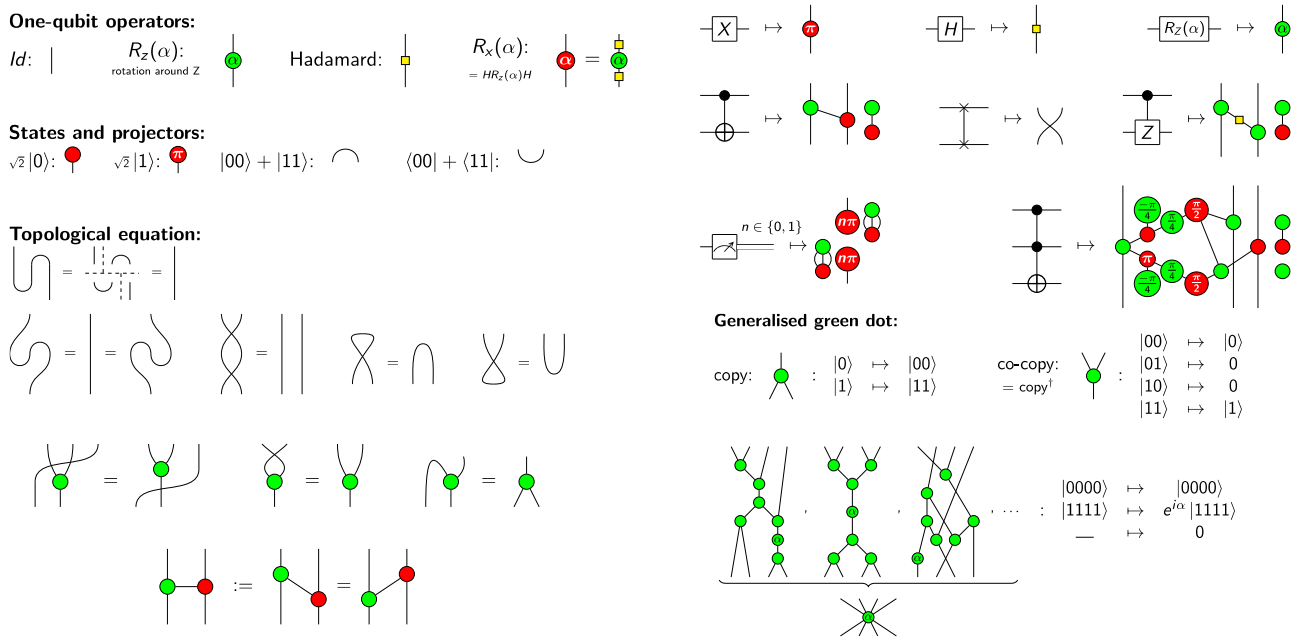 One-qubit operators:
Id: R_z(α): rotation around Z α Hadamard: R_x(α): = HR_z(α)H α = α
States and projectors:
√2 |0⟩: √2 |1⟩: π |00⟩ + |11⟩: ⟨00| + ⟨11|:
Topological equation:
= =
= = = = =
= = =
:= =
X ↦ π H ↦ R_Z(α) ↦ α
↦ ↦ Z ↦
n ∈ {0, 1} ↦ nπ nπ ↦ −π/4 π/4 π/2 π −π/4 π/4 π/2
Generalised green dot:
copy: : |0⟩ ↦ |00⟩
|1⟩ ↦ |11⟩
co-copy: = copy† : |00⟩ ↦ |0⟩
|01⟩ ↦ 0
|10⟩ ↦ 0
|11⟩ ↦ |1⟩
α , α , α , ··· : |0000⟩ ↦ |0000⟩
|1111⟩ ↦ e^{iα} |1111⟩
_ ↦ 0
α